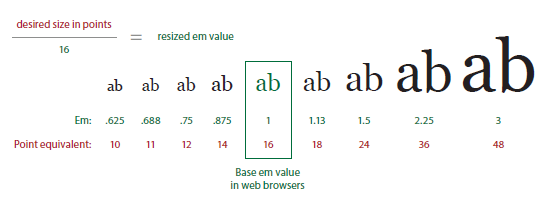 desired size in points
16
= resized em value
ab ab ab ab ab ab ab ab ab
Em: .625 .688 .75 .875 1 1.13 1.5 2.25 3
Point equivalent: 10 11 12 14 16 18 24 36 48
Base em value
in web browsers